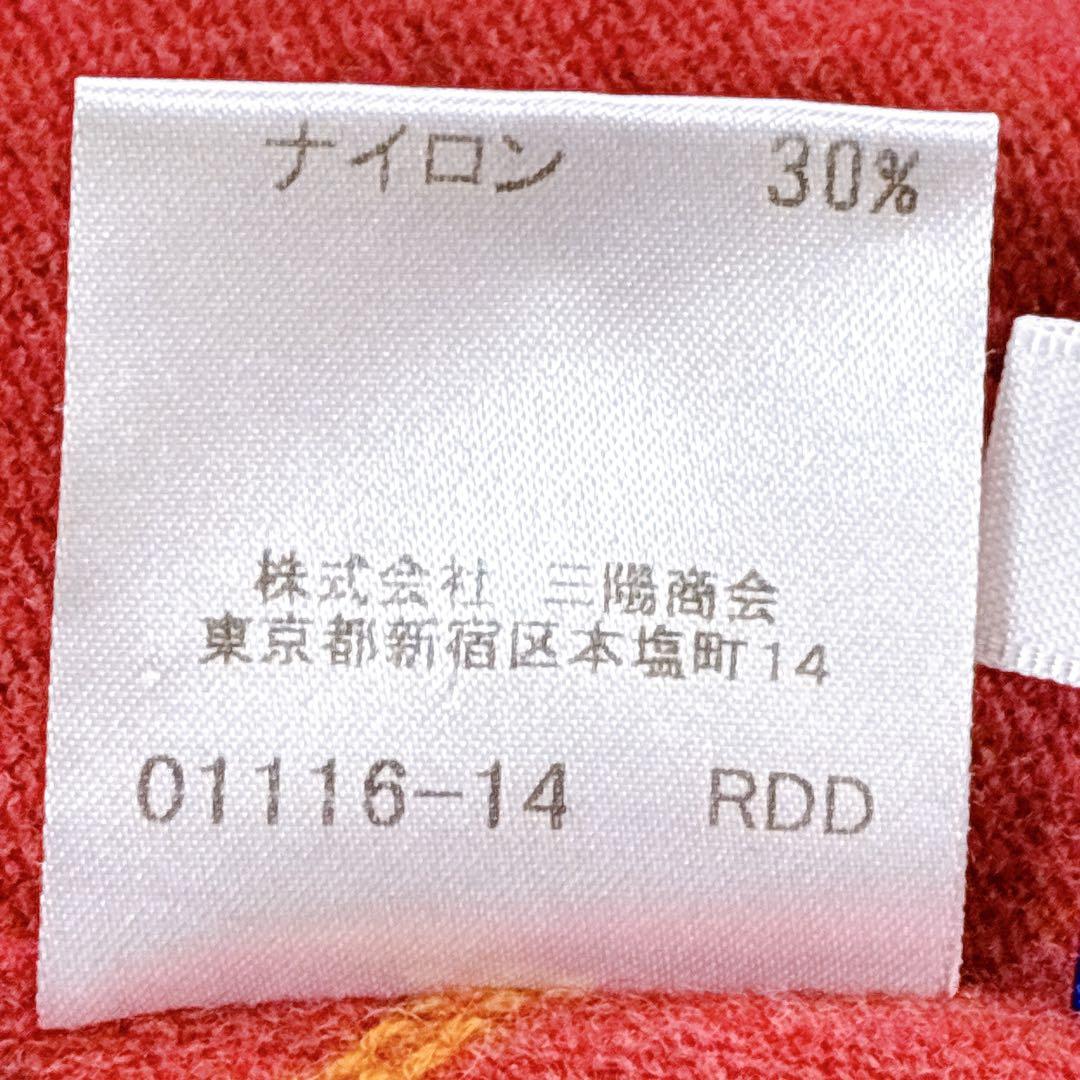 ナイロン 30%
株式会社 三陽商会
東京都新宿区本塩町14
01116-14 RDD